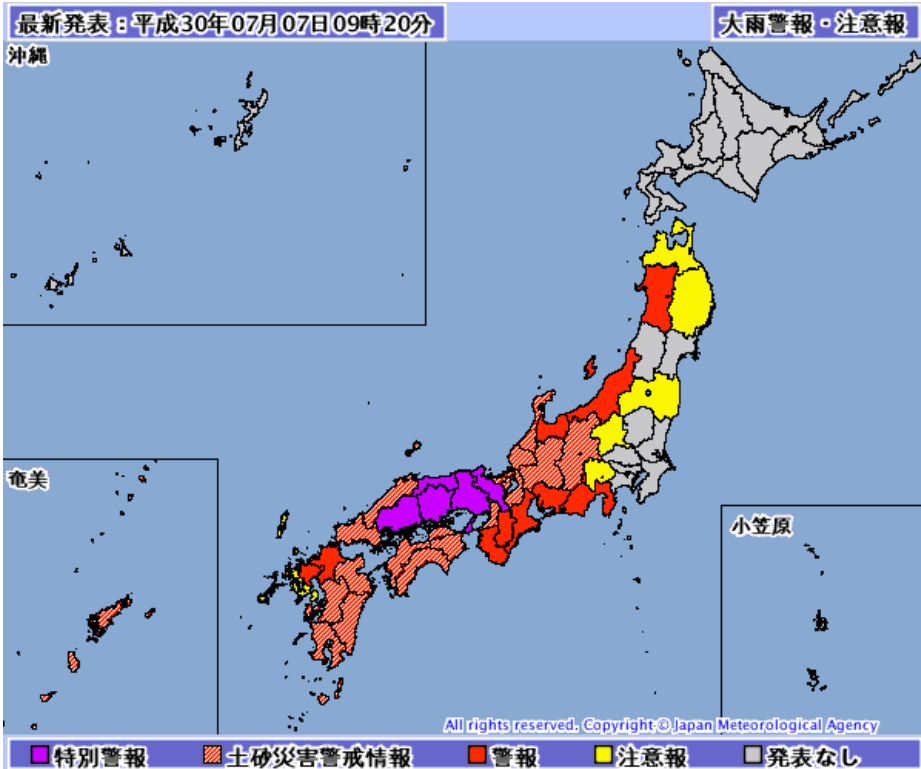 最新発表：平成30年07月07日09時20分
大雨警報・注意報
沖縄
奄美
小笠原
All rights reserved. Copyright © Japan Meteorological Agency
特別警報 土砂災害警戒情報 警報 注意報 発表なし